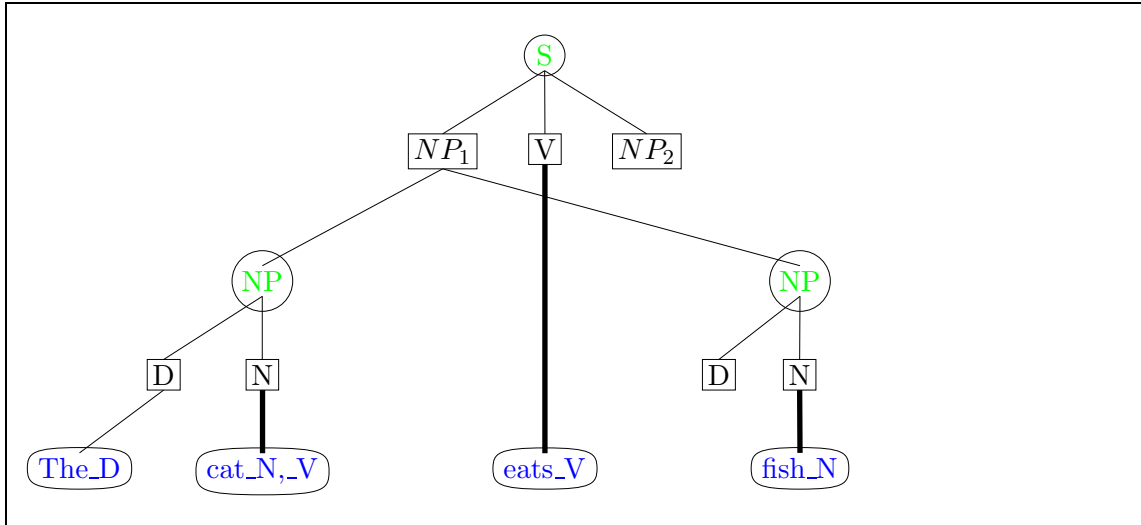 S
NP₁ V NP₂
NP NP
D N D N
The_D cat_N,_V eats_V fish_N